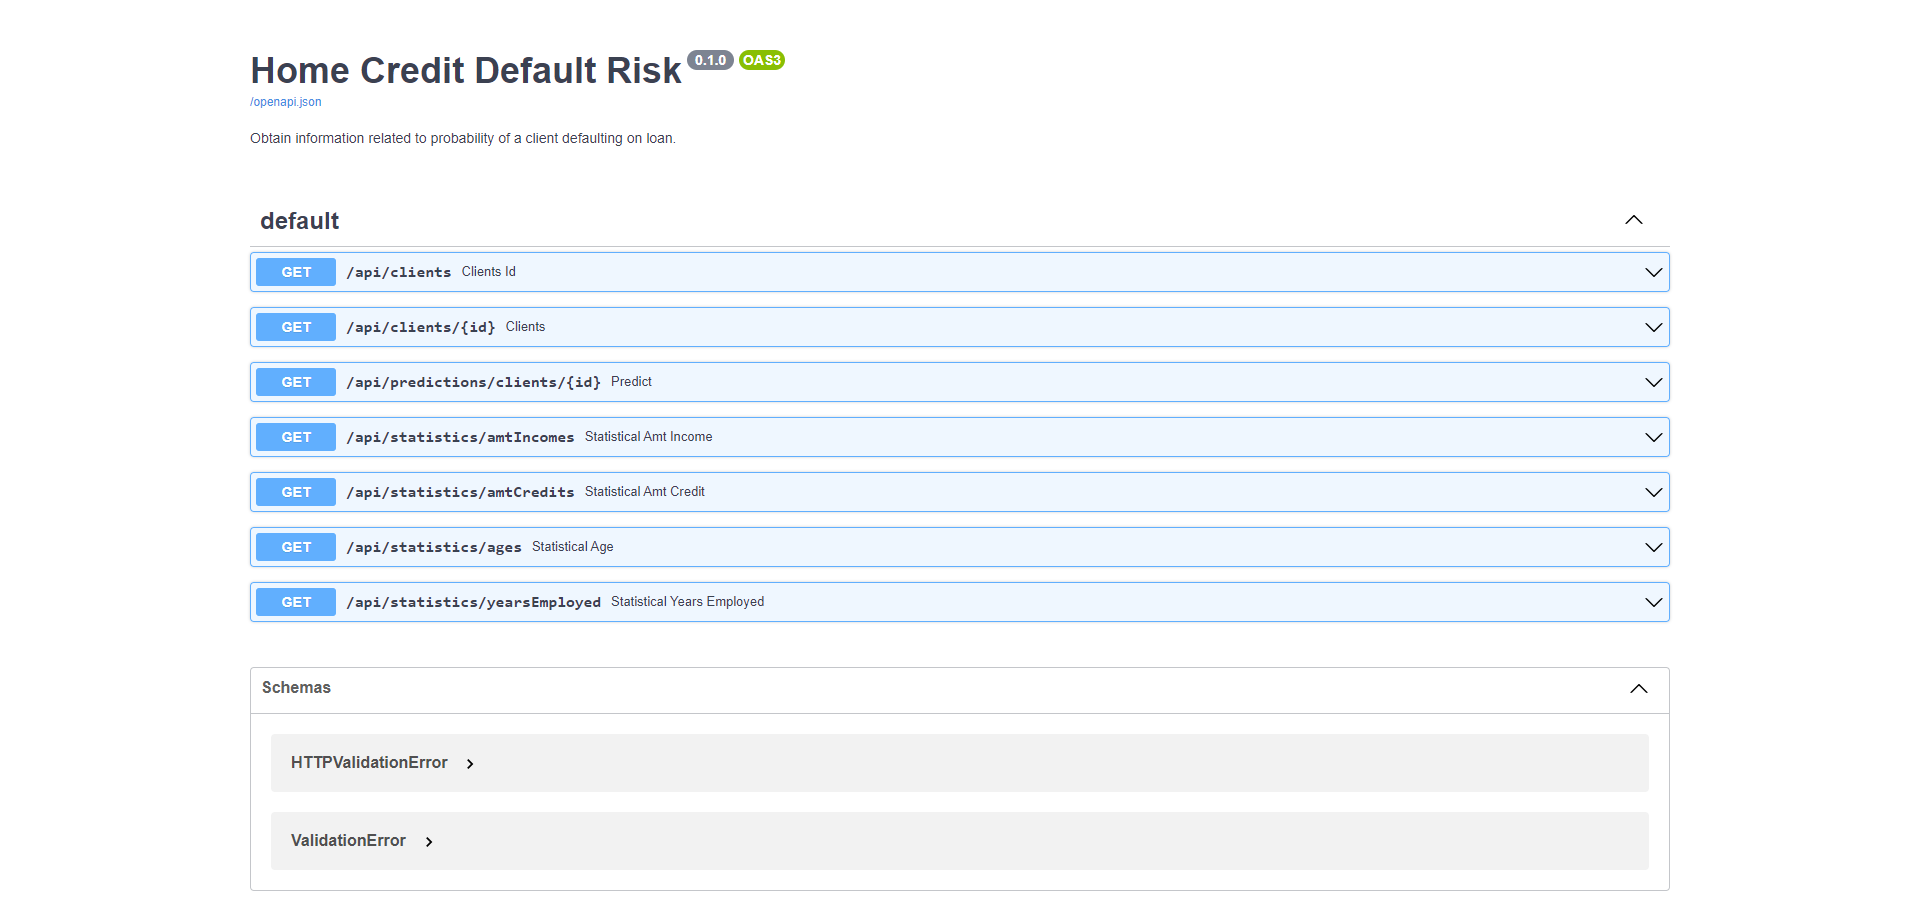 Home Credit Default Risk 0.1.0 OAS3
/openapi.json
Obtain information related to probability of a client defaulting on loan.
default
GET /api/clients Clients Id
GET /api/clients/{id} Clients
GET /api/predictions/clients/{id} Predict
GET /api/statistics/amtIncomes Statistical Amt Income
GET /api/statistics/amtCredits Statistical Amt Credit
GET /api/statistics/ages Statistical Age
GET /api/statistics/yearsEmployed Statistical Years Employed
Schemas
HTTPValidationError
ValidationError